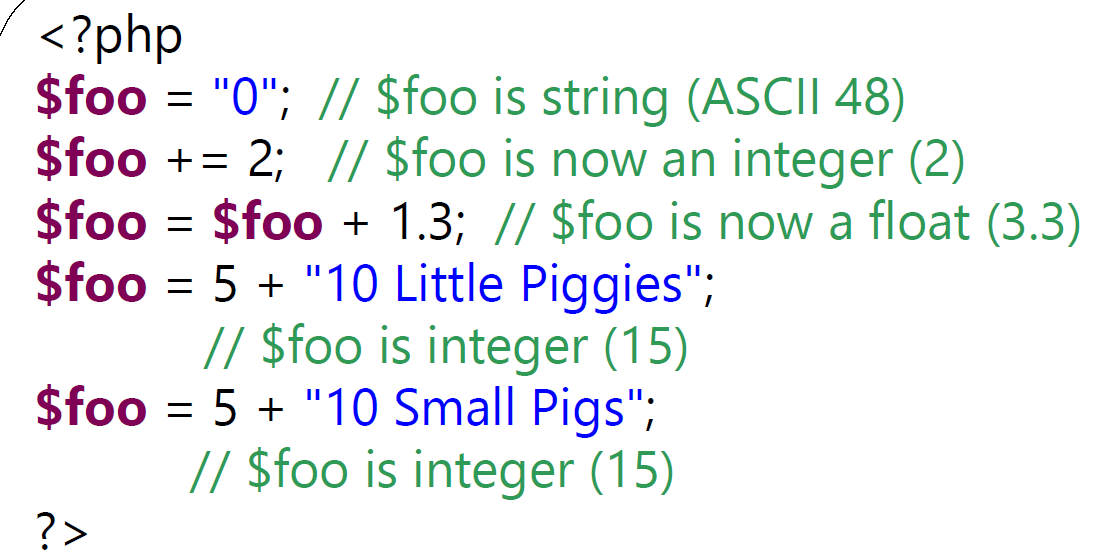 <?php
$foo = "0";  // $foo is string (ASCII 48)
$foo += 2;   // $foo is now an integer (2)
$foo = $foo + 1.3;  // $foo is now a float (3.3)
$foo = 5 + "10 Little Piggies";
// $foo is integer (15)
$foo = 5 + "10 Small Pigs";
// $foo is integer (15)
?>